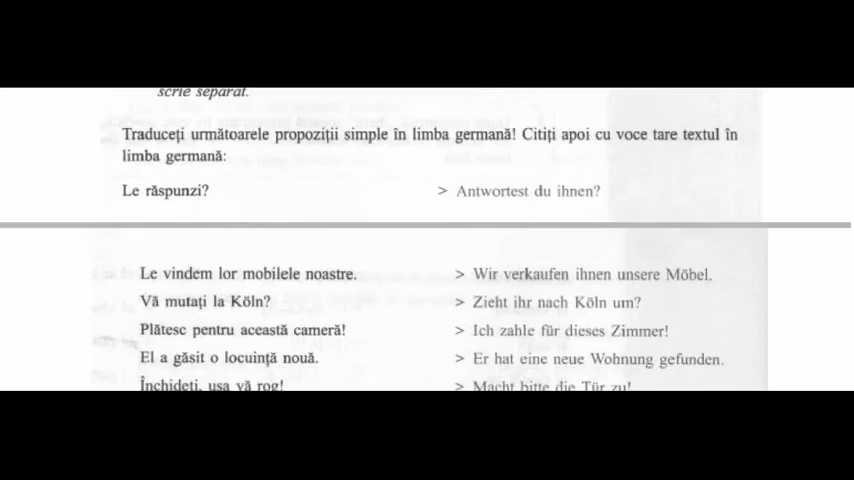 scrie separat.
Traduceți următoarele propoziții simple în limba germană! Citiți apoi cu voce tare textul în
limba germană:
Le răspunzi? > Antwortest du ihnen?
Le vindem lor mobilele noastre. > Wir verkaufen ihnen unsere Möbel.
Vă mutați la Köln? > Zieht ihr nach Köln um?
Plătesc pentru această cameră! > Ich zahle für dieses Zimmer!
El a găsit o locuință nouă. > Er hat eine neue Wohnung gefunden.
Închideți, ușa vă rog! > Macht bitte die Tür zu!